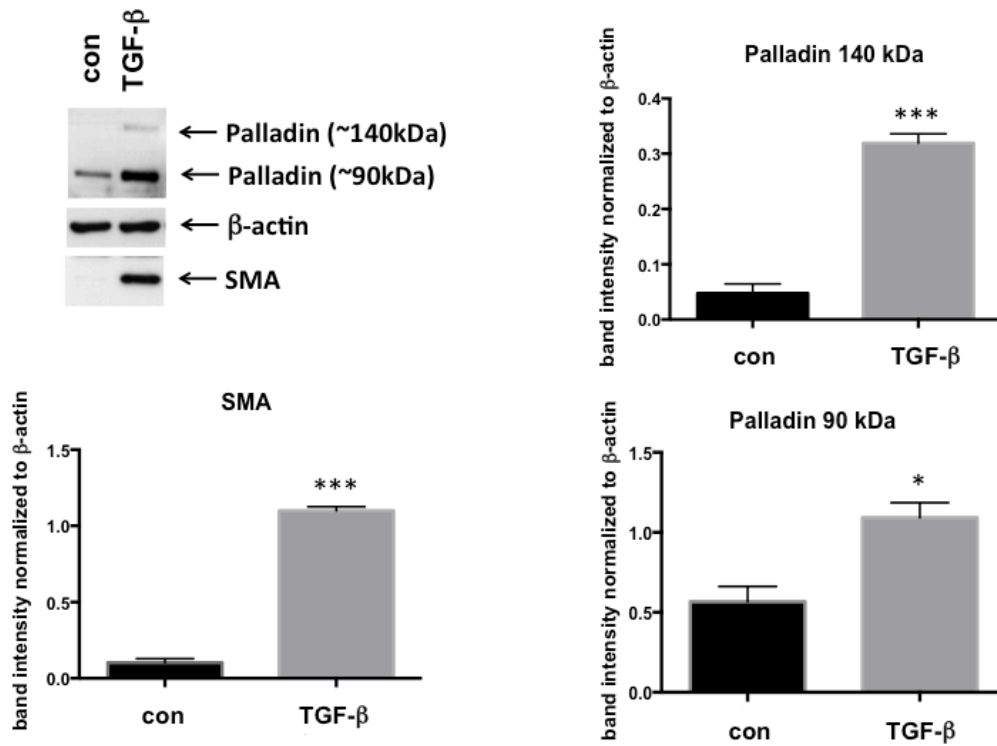 con
TGF-β
Palladin (~140kDa)
Palladin (~90kDa)
β-actin
SMA
Palladin 140 kDa
band intensity normalized to β-actin
0.4
0.3
0.2
0.1
0.0
***
con
TGF-β
SMA
band intensity normalized to β-actin
1.5
1.0
0.5
0.0
***
con
TGF-β
Palladin 90 kDa
band intensity normalized to β-actin
1.5
1.0
0.5
0.0
*
con
TGF-β